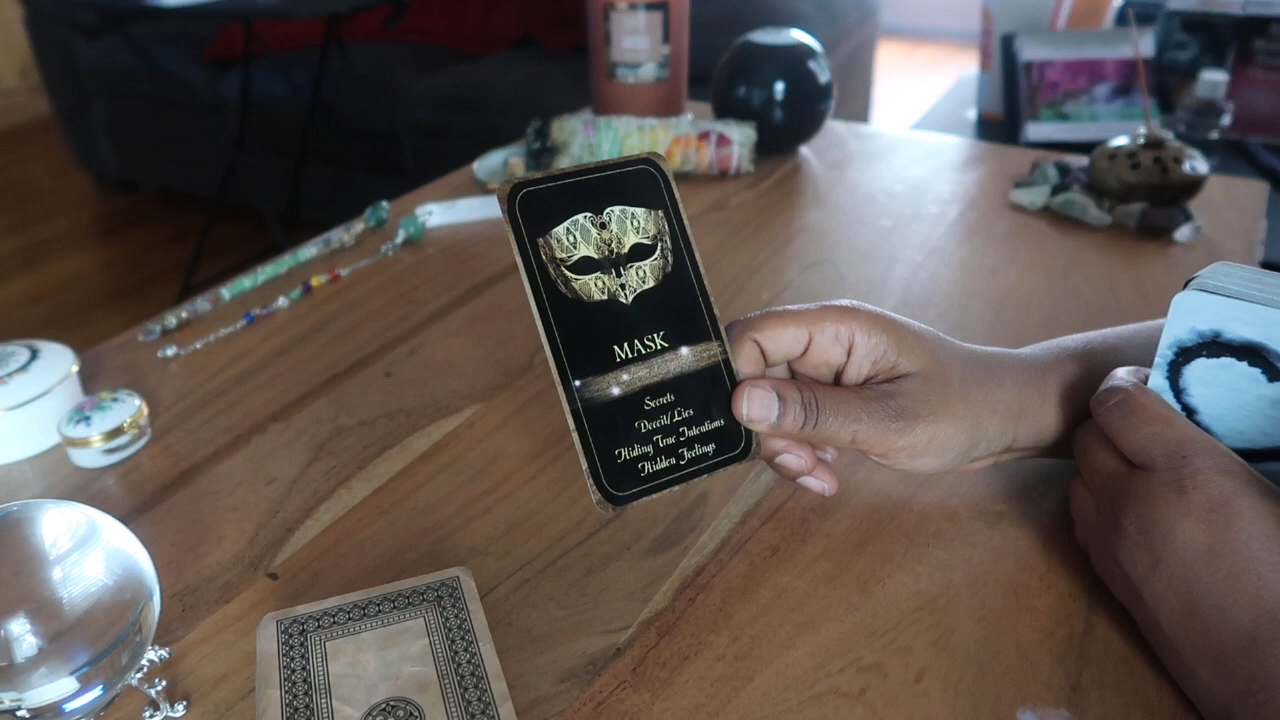 MASK
Secrets
Deceit/Lies
Hiding True Intentions
Hidden Feelings